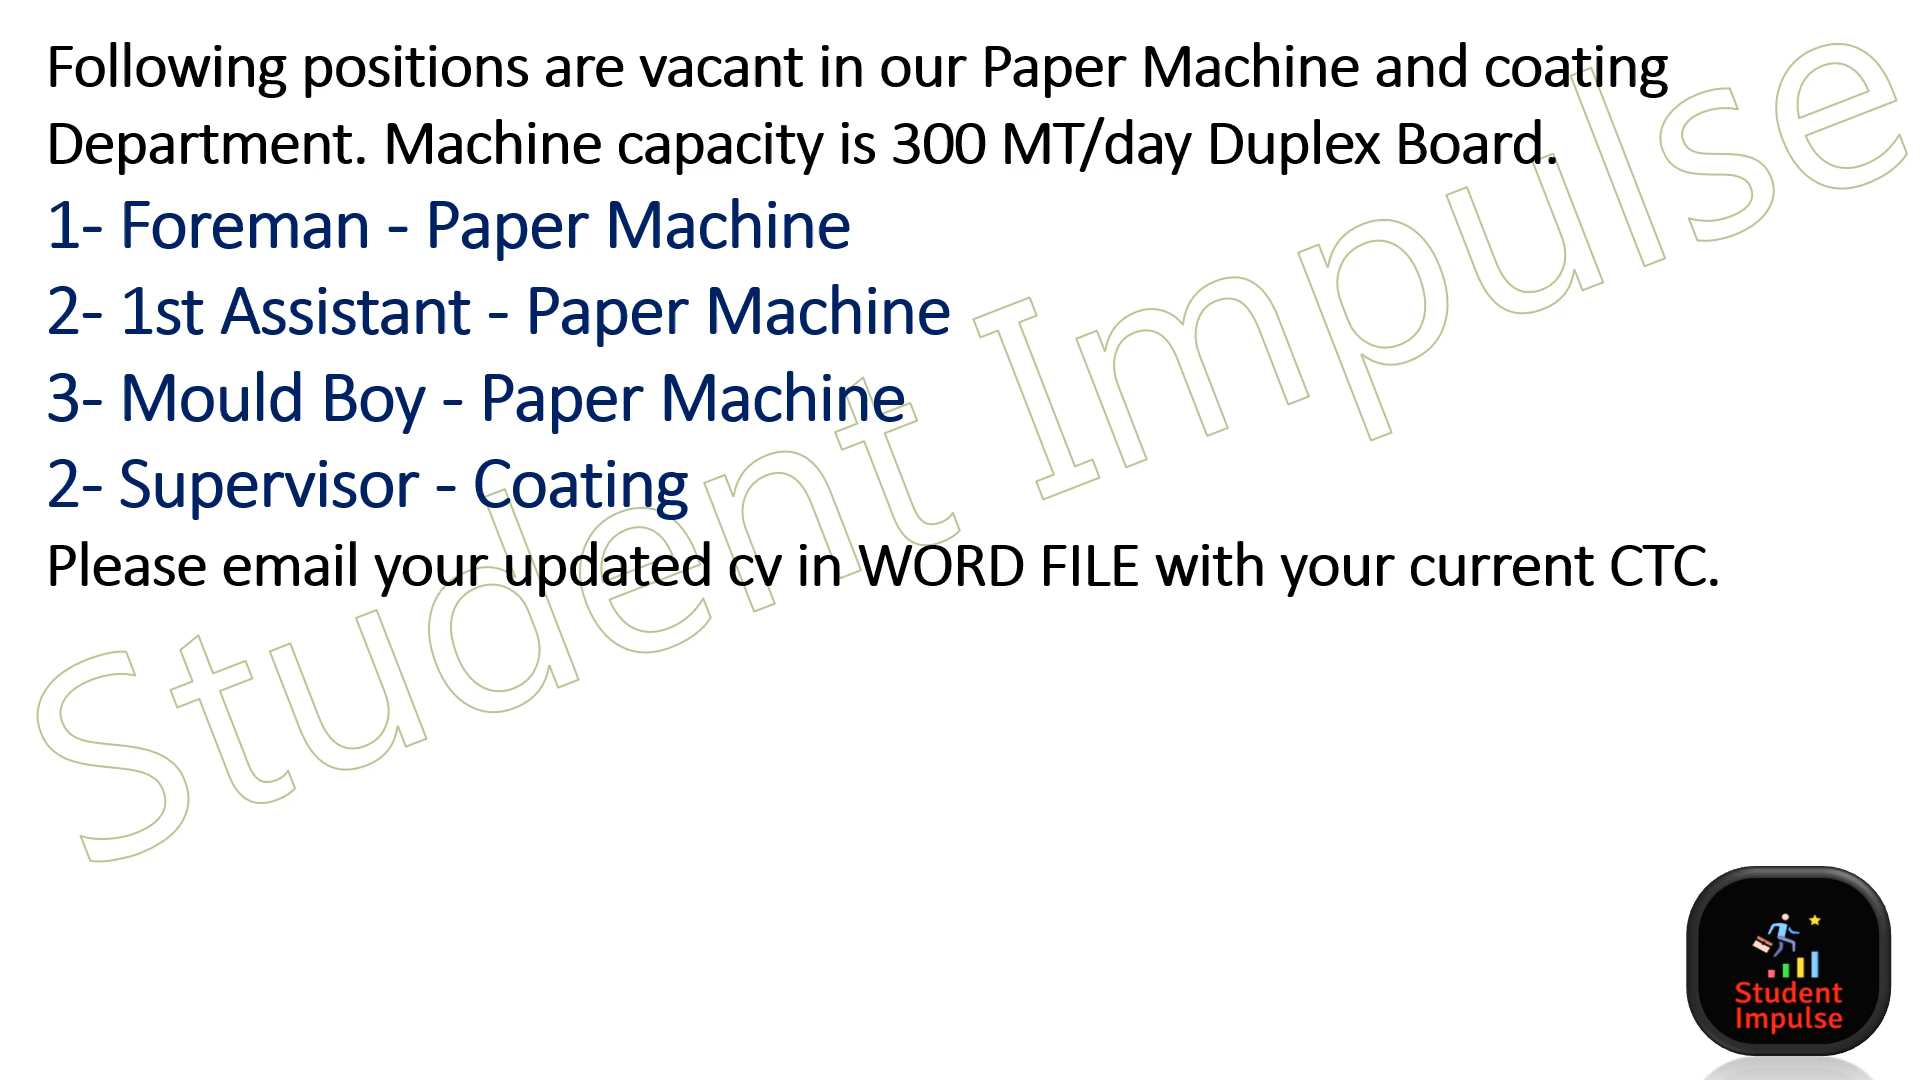 Following positions are vacant in our Paper Machine and coating
Department. Machine capacity is 300 MT/day Duplex Board.
1- Foreman - Paper Machine
2- 1st Assistant - Paper Machine
3- Mould Boy - Paper Machine
2- Supervisor - Coating
Please email your updated cv in WORD FILE with your current CTC.
Student Impulse
Student
Impulse